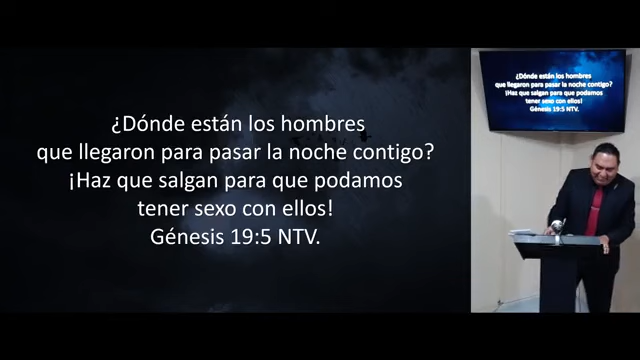 ¿Dónde están los hombres
que llegaron para pasar la noche contigo?
¡Haz que salgan para que podamos
tener sexo con ellos!
Génesis 19:5 NTV.
¿Dónde están los hombres
que llegaron para pasar la noche contigo?
¡Haz que salgan para que podamos
tener sexo con ellos!
Génesis 19:5 NTV.